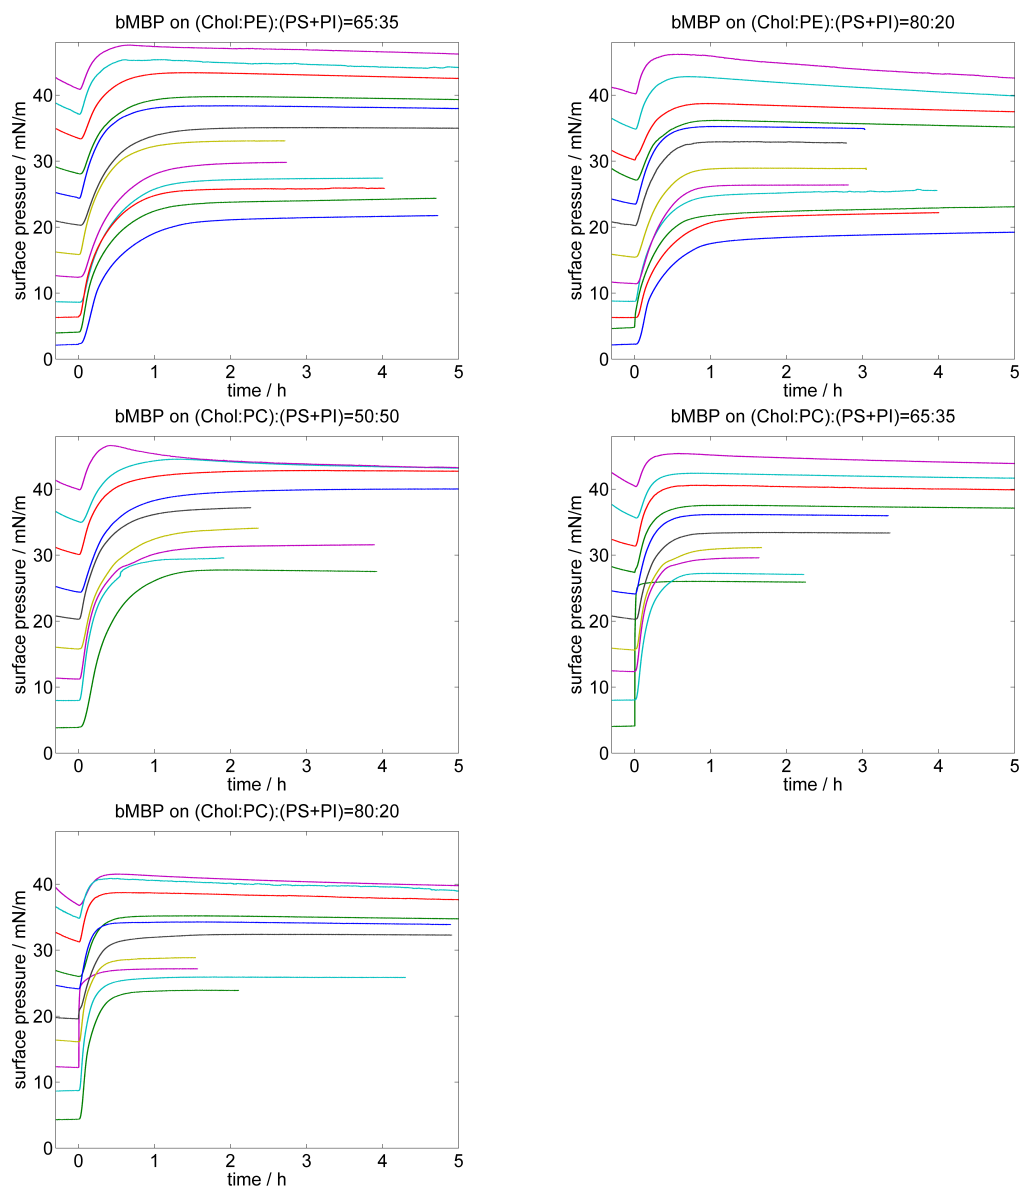 bMBP on (Chol:PE):(PS+PI)=65:35
surface pressure / mN/m
40
30
20
10
0
0 1 2 3 4 5
time / h
bMBP on (Chol:PE):(PS+PI)=80:20
surface pressure / mN/m
40
30
20
10
0
0 1 2 3 4 5
time / h
bMBP on (Chol:PC):(PS+PI)=50:50
surface pressure / mN/m
40
30
20
10
0
0 1 2 3 4 5
time / h
bMBP on (Chol:PC):(PS+PI)=65:35
surface pressure / mN/m
40
30
20
10
0
0 1 2 3 4 5
time / h
bMBP on (Chol:PC):(PS+PI)=80:20
surface pressure / mN/m
40
30
20
10
0
0 1 2 3 4 5
time / h